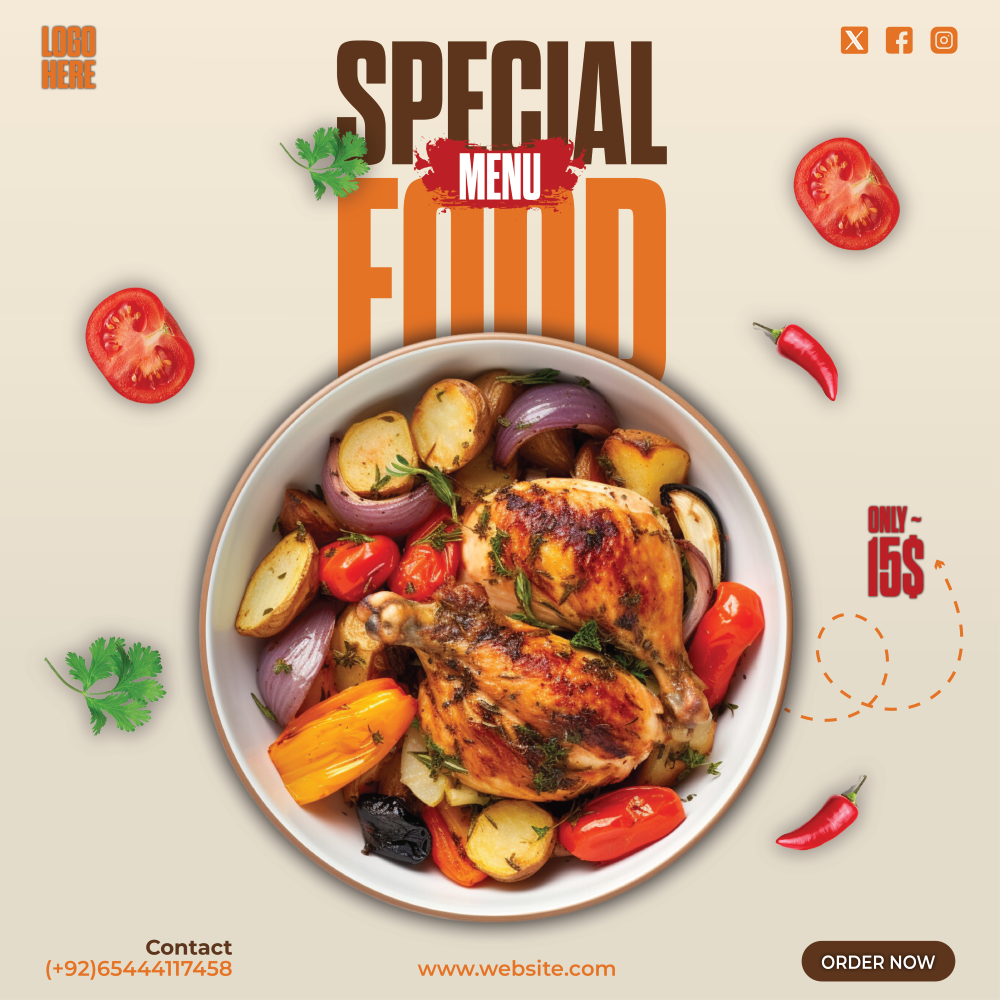 LOGO
HERE
SPECIAL
MENU
FOOD
ONLY ~
15$
Contact
(+92)65444117458
www.website.com
ORDER NOW